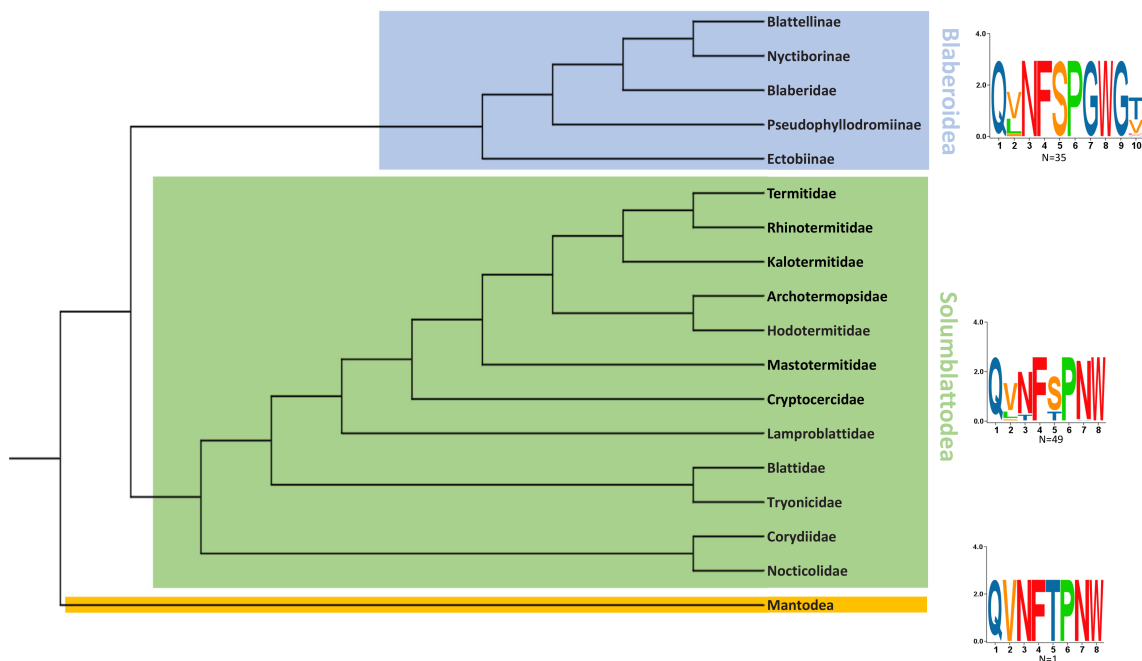 Blattellinae
Nyctiborinae
Blaberidae
Pseudophyllodromiinae
Ectobiinae
Blaberoidea
4.0
2.0
0.0
QVNFSPGWGT
L V
1 2 3 4 5 6 7 8 9 10
N=35
Termitidae
Rhinotermitidae
Kalotermitidae
Archotermopsidae
Hodotermitidae
Mastotermitidae
Cryptocercidae
Lamproblattidae
Blattidae
Tryonicidae
Corydiidae
Nocticolidae
Solumblattodea
4.0
2.0
0.0
QVNFSPNW
L T T
1 2 3 4 5 6 7 8
N=49
Mantodea
4.0
2.0
0.0
QVNFTPNW
1 2 3 4 5 6 7 8
N=1